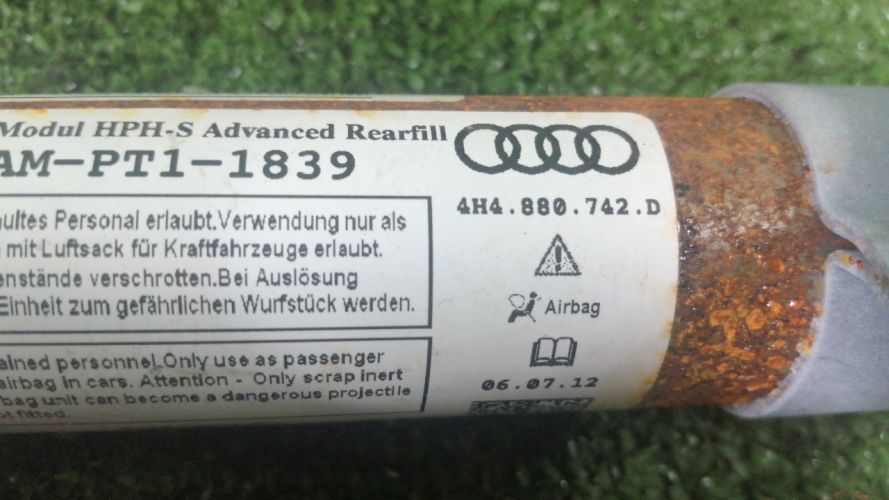 Modul HPH-S Advanced Rearfill
AM-PT1-1839
4H4.880.742.D
ultes Personal erlaubt.Verwendung nur als
mit Luftsack für Kraftfahrzeuge erlaubt.
enstände verschrotten.Bei Auslösung
Einheit zum gefährlichen Wurfstück werden.
Airbag
ained personnel.Only use as passenger
airbag in cars. Attention - Only scrap inert
bag unit can become a dangerous projectile
ot fitted.
06.07.12